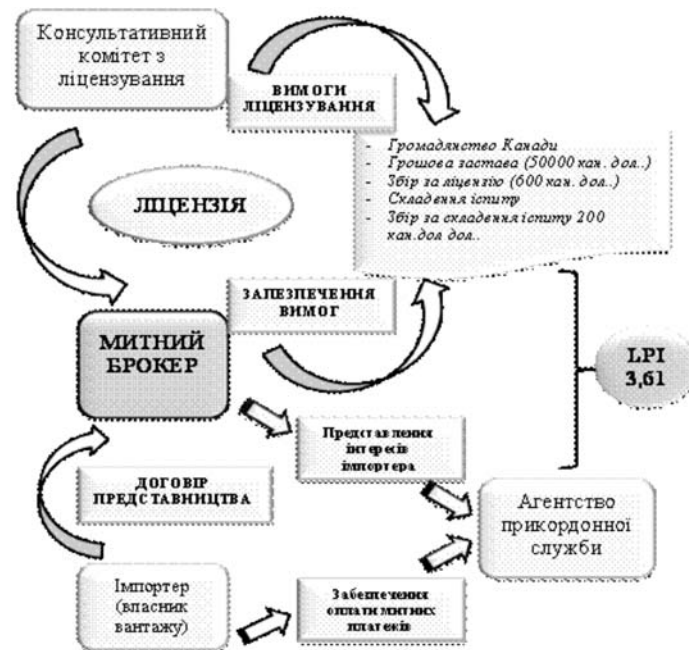 Консультативний
комітет з
ліцензування
ВИМОГИ
ЛІЦЕНЗУВАННЯ
- Громадянство Канади
- Грошова застава (50000 кан. дол..)
- Збір за ліцензію (600 кан. дол..)
- Складення іспиту
- Збір за складення іспиту 200
кан.дол дол..
ЛІЦЕНЗІЯ
ЗАПЕЗПЕЧЕННЯ
ВИМОГ
МИТНИЙ
БРОКЕР
LPI
3,61
Представлення
інтересів
імпортера
ДОГОВІР
ПРЕДСТАВНИЦТВА
Агентство
прикордонної
служби
Імпортер
(власник
вантажу)
Забеспечення
оплати митних
платежів